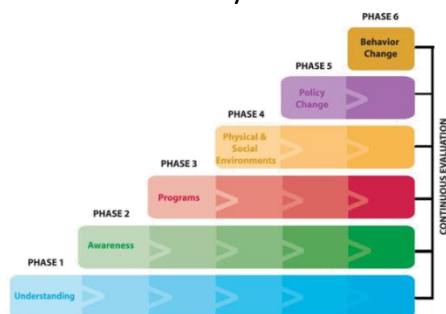 PHASE 6
Behavior
Change
PHASE 5
Policy
Change
PHASE 4
Physical &
Social
Environments
PHASE 3
Programs
PHASE 2
Awareness
PHASE 1
Understanding
CONTINUOUS EVALUATION